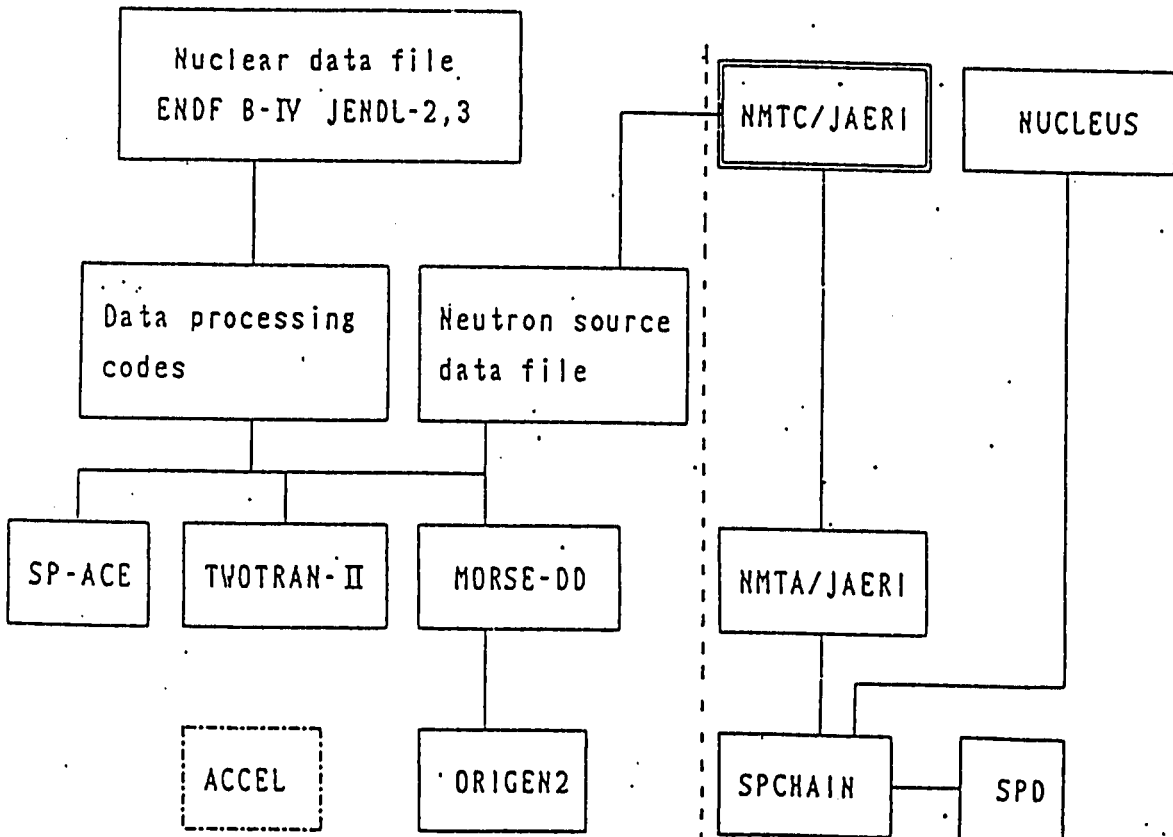 Nuclear data file
ENDF B-IV JENDL-2,3
NMTC/JAERI
NUCLEUS
Data processing
codes
Neutron source
data file
SP-ACE
TWOTRAN-II
MORSE-DD
NMTA/JAERI
ACCEL
ORIGEN2
SPCHAIN
SPD